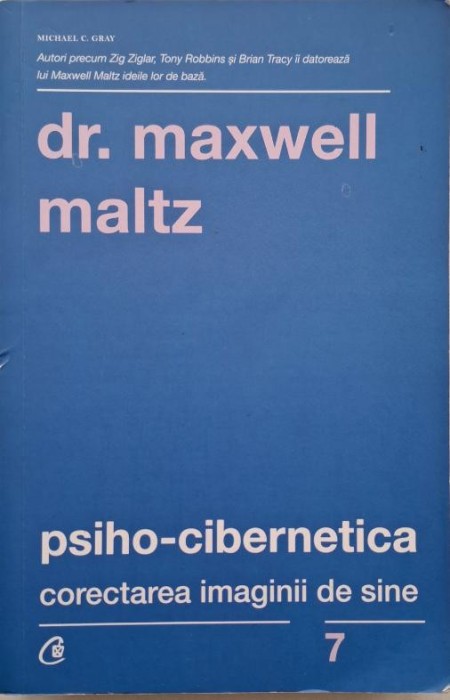 MICHAEL C. GRAY
Autori precum Zig Ziglar, Tony Robbins și Brian Tracy îi datorează
lui Maxwell Maltz ideile lor de bază.
dr. maxwell
maltz
psiho-cibernetica
corectarea imaginii de sine
7